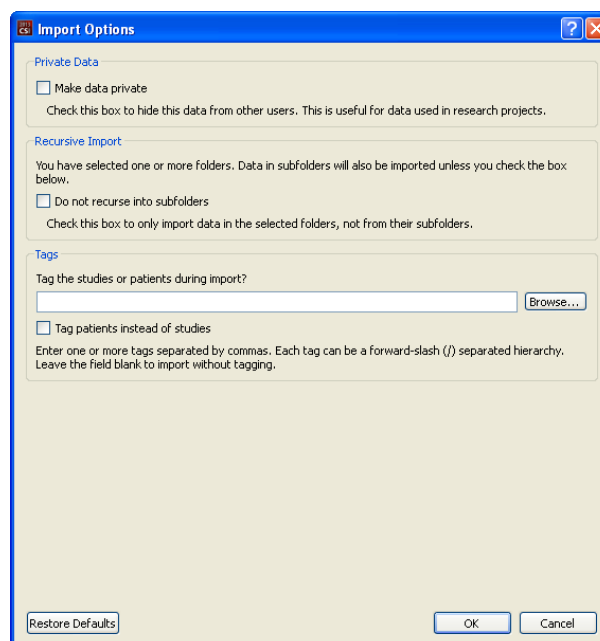 2013
CSI
Import Options
Private Data
Make data private
Check this box to hide this data from other users. This is useful for data used in research projects.
Recursive Import
You have selected one or more folders. Data in subfolders will also be imported unless you check the box
below.
Do not recurse into subfolders
Check this box to only import data in the selected folders, not from their subfolders.
Tags
Tag the studies or patients during import?
Browse...
Tag patients instead of studies
Enter one or more tags separated by commas. Each tag can be a forward-slash (/) separated hierarchy.
Leave the field blank to import without tagging.
Restore Defaults
OK
Cancel